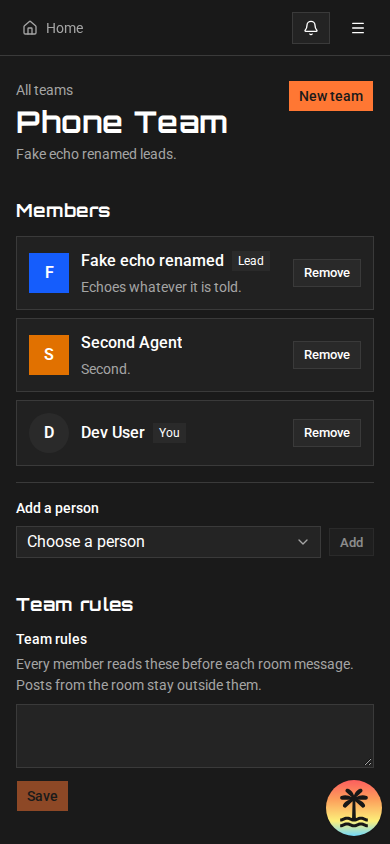 Home
All teams
New team
Phone Team
Fake echo renamed leads.
Members
F
Fake echo renamed
Lead
Echoes whatever it is told.
Remove
S
Second Agent
Second.
Remove
D
Dev User
You
Remove
Add a person
Choose a person
Add
Team rules
Team rules
Every member reads these before each room message.
Posts from the room stay outside them.
Save